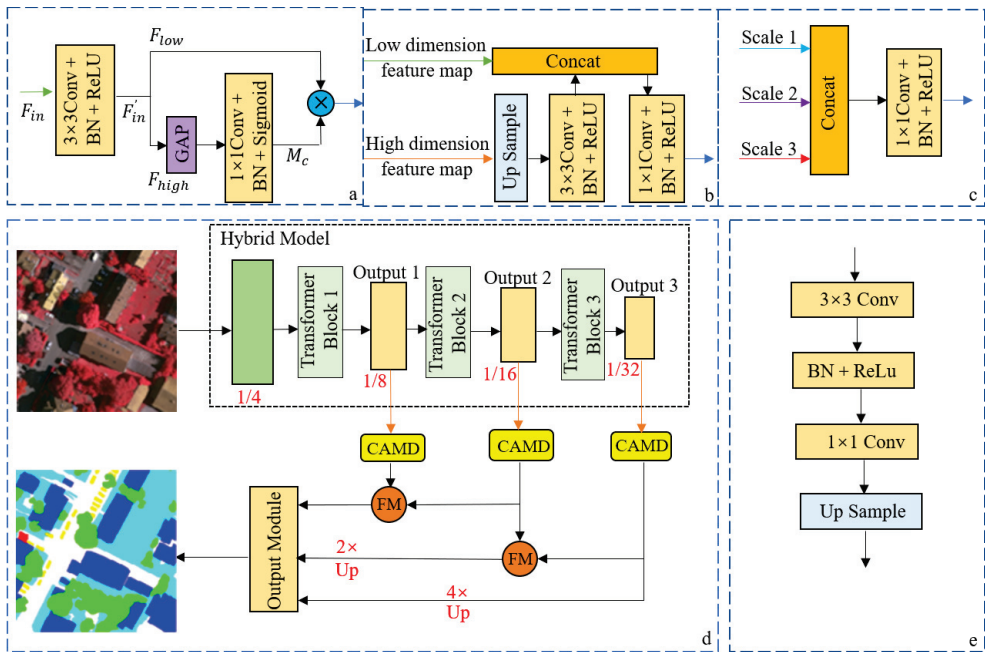 F_in
3×3Conv +
BN + ReLU
F'_in
F_low
F_high
GAP
1×1Conv +
BN + Sigmoid
M_c
×
a
Low dimension
feature map
Concat
High dimension
feature map
Up Sample
3×3Conv +
BN + ReLU
1×1Conv +
BN + ReLU
b
Scale 1
Scale 2
Scale 3
Concat
1×1Conv +
BN + ReLU
c
Hybrid Model
1/4
Transformer
Block 1
Output 1
1/8
Transformer
Block 2
Output 2
1/16
Transformer
Block 3
Output 3
1/32
CAMD
CAMD
CAMD
FM
FM
Output Module
2×
Up
4×
Up
d
3×3 Conv
BN + ReLu
1×1 Conv
Up Sample
e